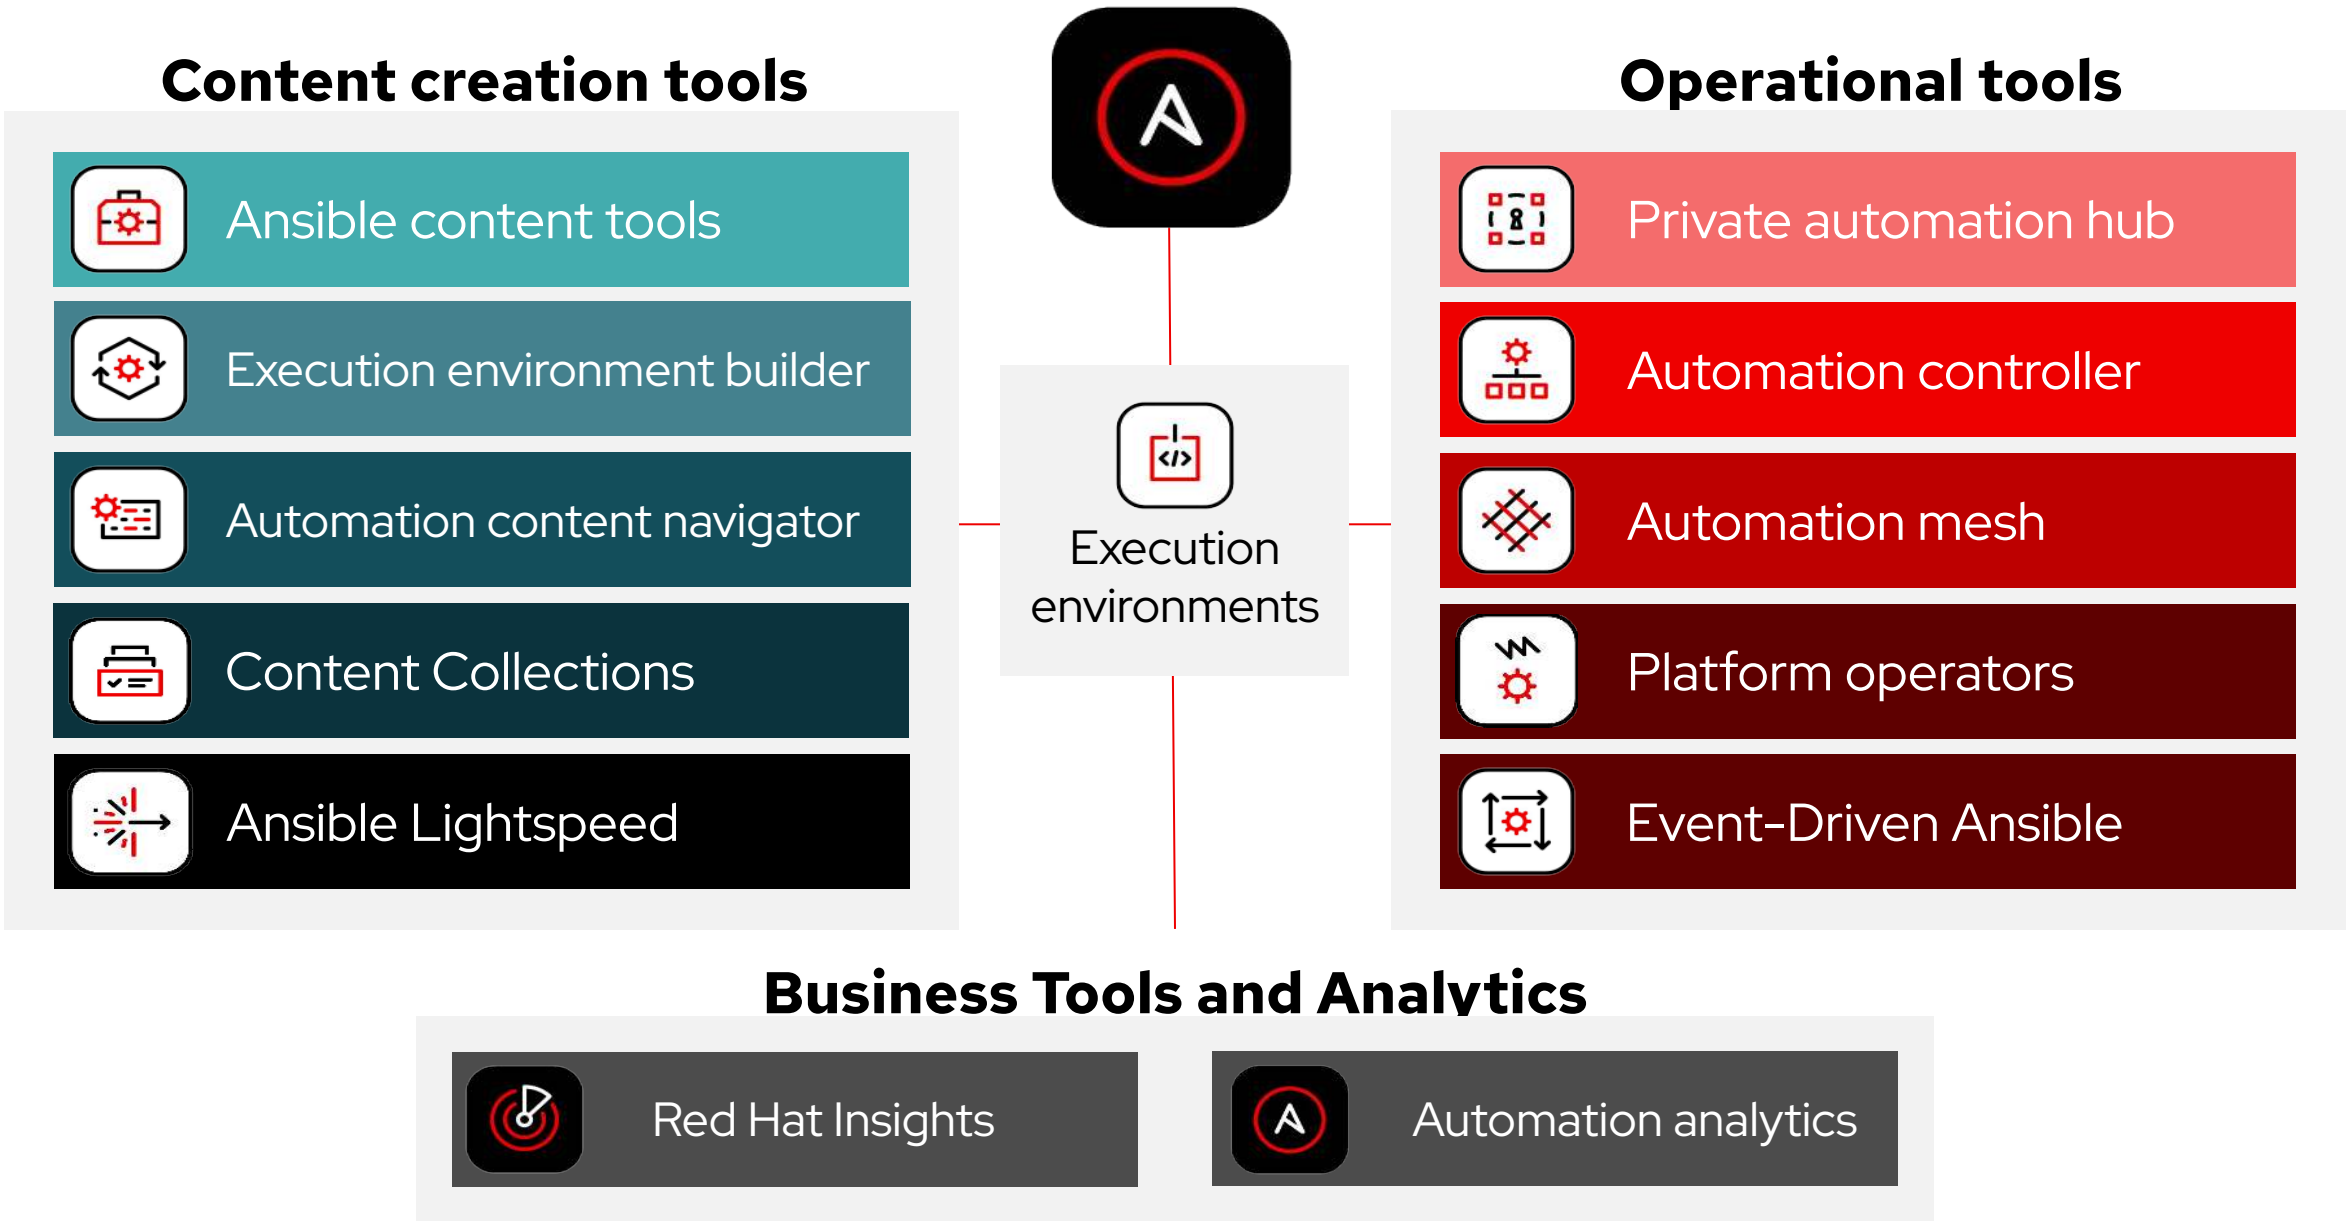 Content creation tools
Ansible content tools
Execution environment builder
Automation content navigator
Content Collections
Ansible Lightspeed
Execution
environments
Operational tools
Private automation hub
Automation controller
Automation mesh
Platform operators
Event-Driven Ansible
Business Tools and Analytics
Red Hat Insights
Automation analytics